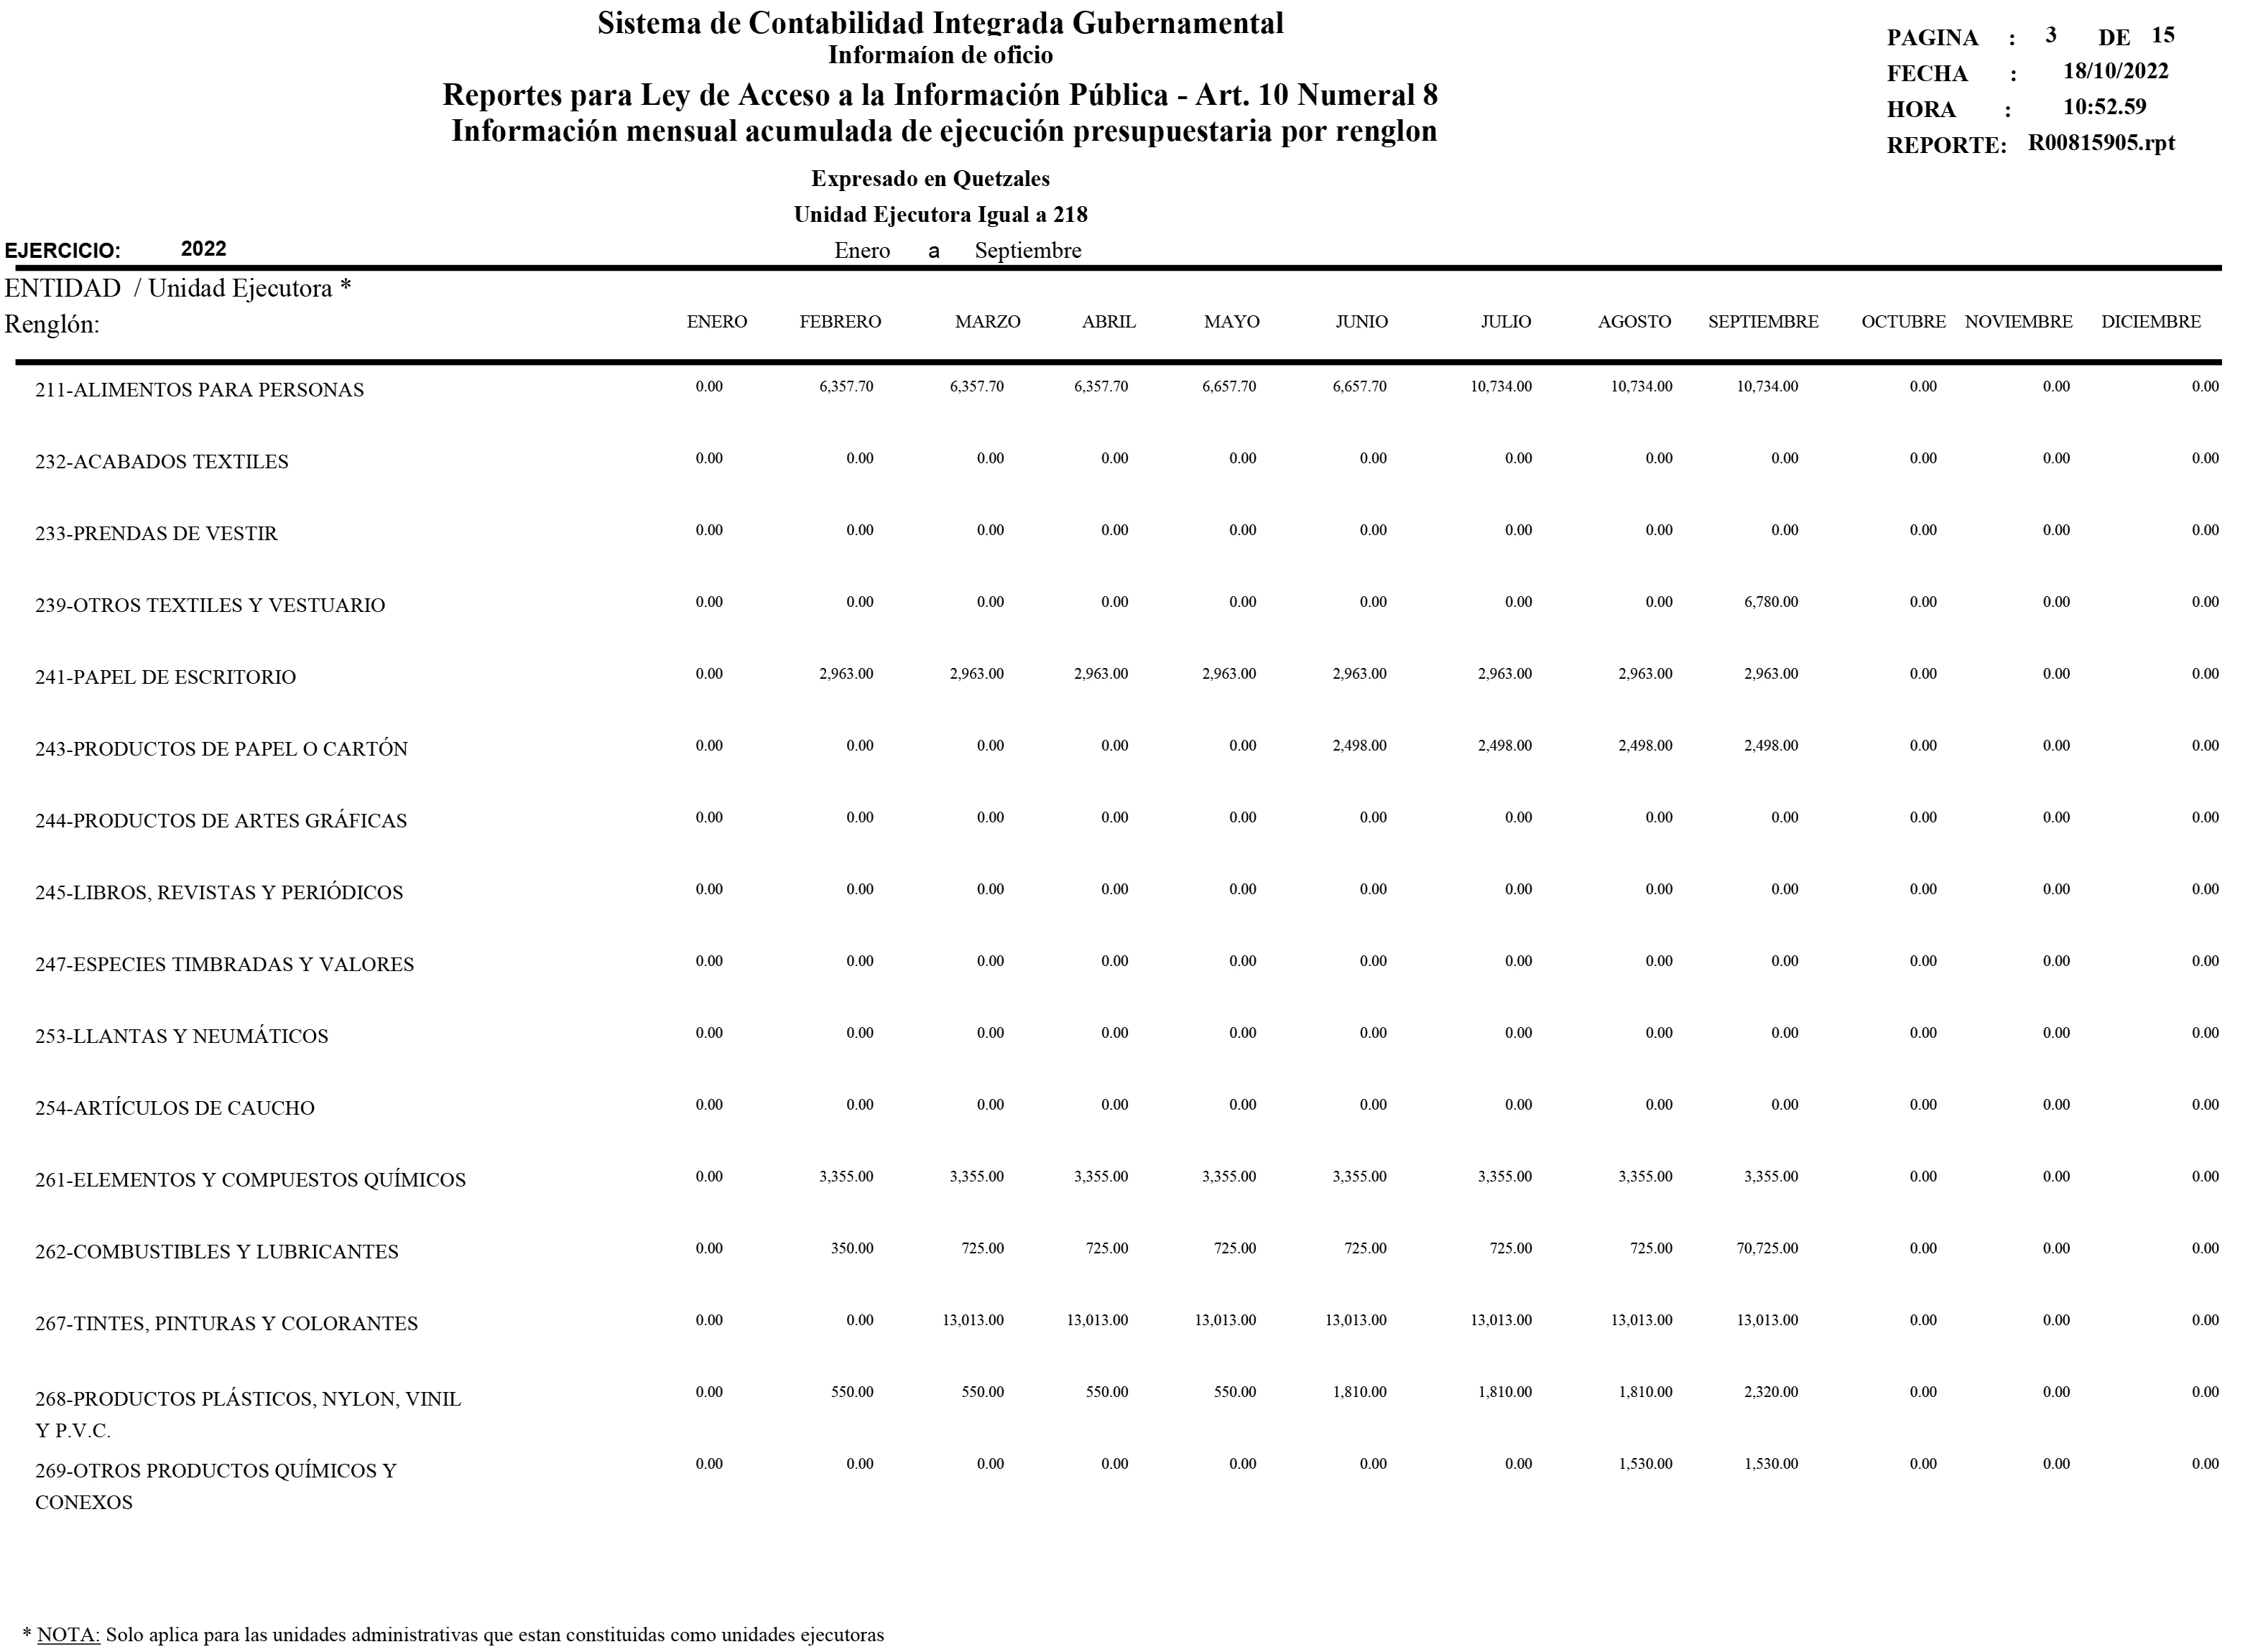 Sistema de Contabilidad Integrada Gubernamental
Informaíon de oficio
Reportes para Ley de Acceso a la Información Pública - Art. 10 Numeral 8
Información mensual acumulada de ejecución presupuestaria por renglon
Expresado en Quetzales
Unidad Ejecutora Igual a 218
PAGINA : 3 DE 15
FECHA : 18/10/2022
HORA : 10:52.59
REPORTE: R00815905.rpt
EJERCICIO: 2022 Enero a Septiembre
ENTIDAD / Unidad Ejecutora *
Renglón: ENERO FEBRERO MARZO ABRIL MAYO JUNIO JULIO AGOSTO SEPTIEMBRE OCTUBRE NOVIEMBRE DICIEMBRE
211-ALIMENTOS PARA PERSONAS 0.00 6,357.70 6,357.70 6,357.70 6,657.70 6,657.70 10,734.00 10,734.00 10,734.00 0.00 0.00 0.00
232-ACABADOS TEXTILES 0.00 0.00 0.00 0.00 0.00 0.00 0.00 0.00 0.00 0.00 0.00 0.00
233-PRENDAS DE VESTIR 0.00 0.00 0.00 0.00 0.00 0.00 0.00 0.00 0.00 0.00 0.00 0.00
239-OTROS TEXTILES Y VESTUARIO 0.00 0.00 0.00 0.00 0.00 0.00 0.00 0.00 6,780.00 0.00 0.00 0.00
241-PAPEL DE ESCRITORIO 0.00 2,963.00 2,963.00 2,963.00 2,963.00 2,963.00 2,963.00 2,963.00 2,963.00 0.00 0.00 0.00
243-PRODUCTOS DE PAPEL O CARTÓN 0.00 0.00 0.00 0.00 0.00 2,498.00 2,498.00 2,498.00 2,498.00 0.00 0.00 0.00
244-PRODUCTOS DE ARTES GRÁFICAS 0.00 0.00 0.00 0.00 0.00 0.00 0.00 0.00 0.00 0.00 0.00 0.00
245-LIBROS, REVISTAS Y PERIÓDICOS 0.00 0.00 0.00 0.00 0.00 0.00 0.00 0.00 0.00 0.00 0.00 0.00
247-ESPECIES TIMBRADAS Y VALORES 0.00 0.00 0.00 0.00 0.00 0.00 0.00 0.00 0.00 0.00 0.00 0.00
253-LLANTAS Y NEUMÁTICOS 0.00 0.00 0.00 0.00 0.00 0.00 0.00 0.00 0.00 0.00 0.00 0.00
254-ARTÍCULOS DE CAUCHO 0.00 0.00 0.00 0.00 0.00 0.00 0.00 0.00 0.00 0.00 0.00 0.00
261-ELEMENTOS Y COMPUESTOS QUÍMICOS 0.00 3,355.00 3,355.00 3,355.00 3,355.00 3,355.00 3,355.00 3,355.00 3,355.00 0.00 0.00 0.00
262-COMBUSTIBLES Y LUBRICANTES 0.00 350.00 725.00 725.00 725.00 725.00 725.00 725.00 70,725.00 0.00 0.00 0.00
267-TINTES, PINTURAS Y COLORANTES 0.00 0.00 13,013.00 13,013.00 13,013.00 13,013.00 13,013.00 13,013.00 13,013.00 0.00 0.00 0.00
268-PRODUCTOS PLÁSTICOS, NYLON, VINIL 0.00 550.00 550.00 550.00 550.00 1,810.00 1,810.00 1,810.00 2,320.00 0.00 0.00 0.00
Y P.V.C.
269-OTROS PRODUCTOS QUÍMICOS Y 0.00 0.00 0.00 0.00 0.00 0.00 0.00 1,530.00 1,530.00 0.00 0.00 0.00
CONEXOS
* NOTA: Solo aplica para las unidades administrativas que estan constituidas como unidades ejecutoras